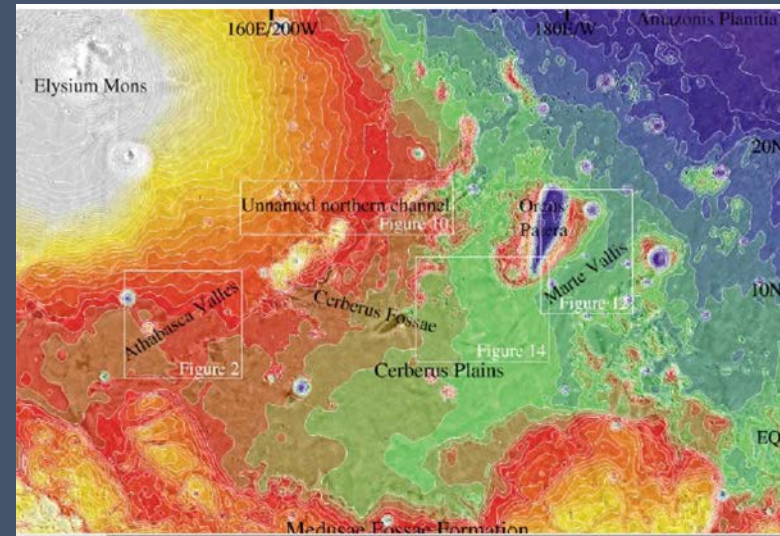 160E/200W
180E/W
Amazonis Planitia
Elysium Mons
20N
Unnamed northern channel
Figure 10
Orcus
Patera
Marte Vallis
10N
Figure 12
Cerberus Fossae
Athabasca Valles
Figure 2
Figure 14
Cerberus Plains
EQ
Medusae Fossae Formation